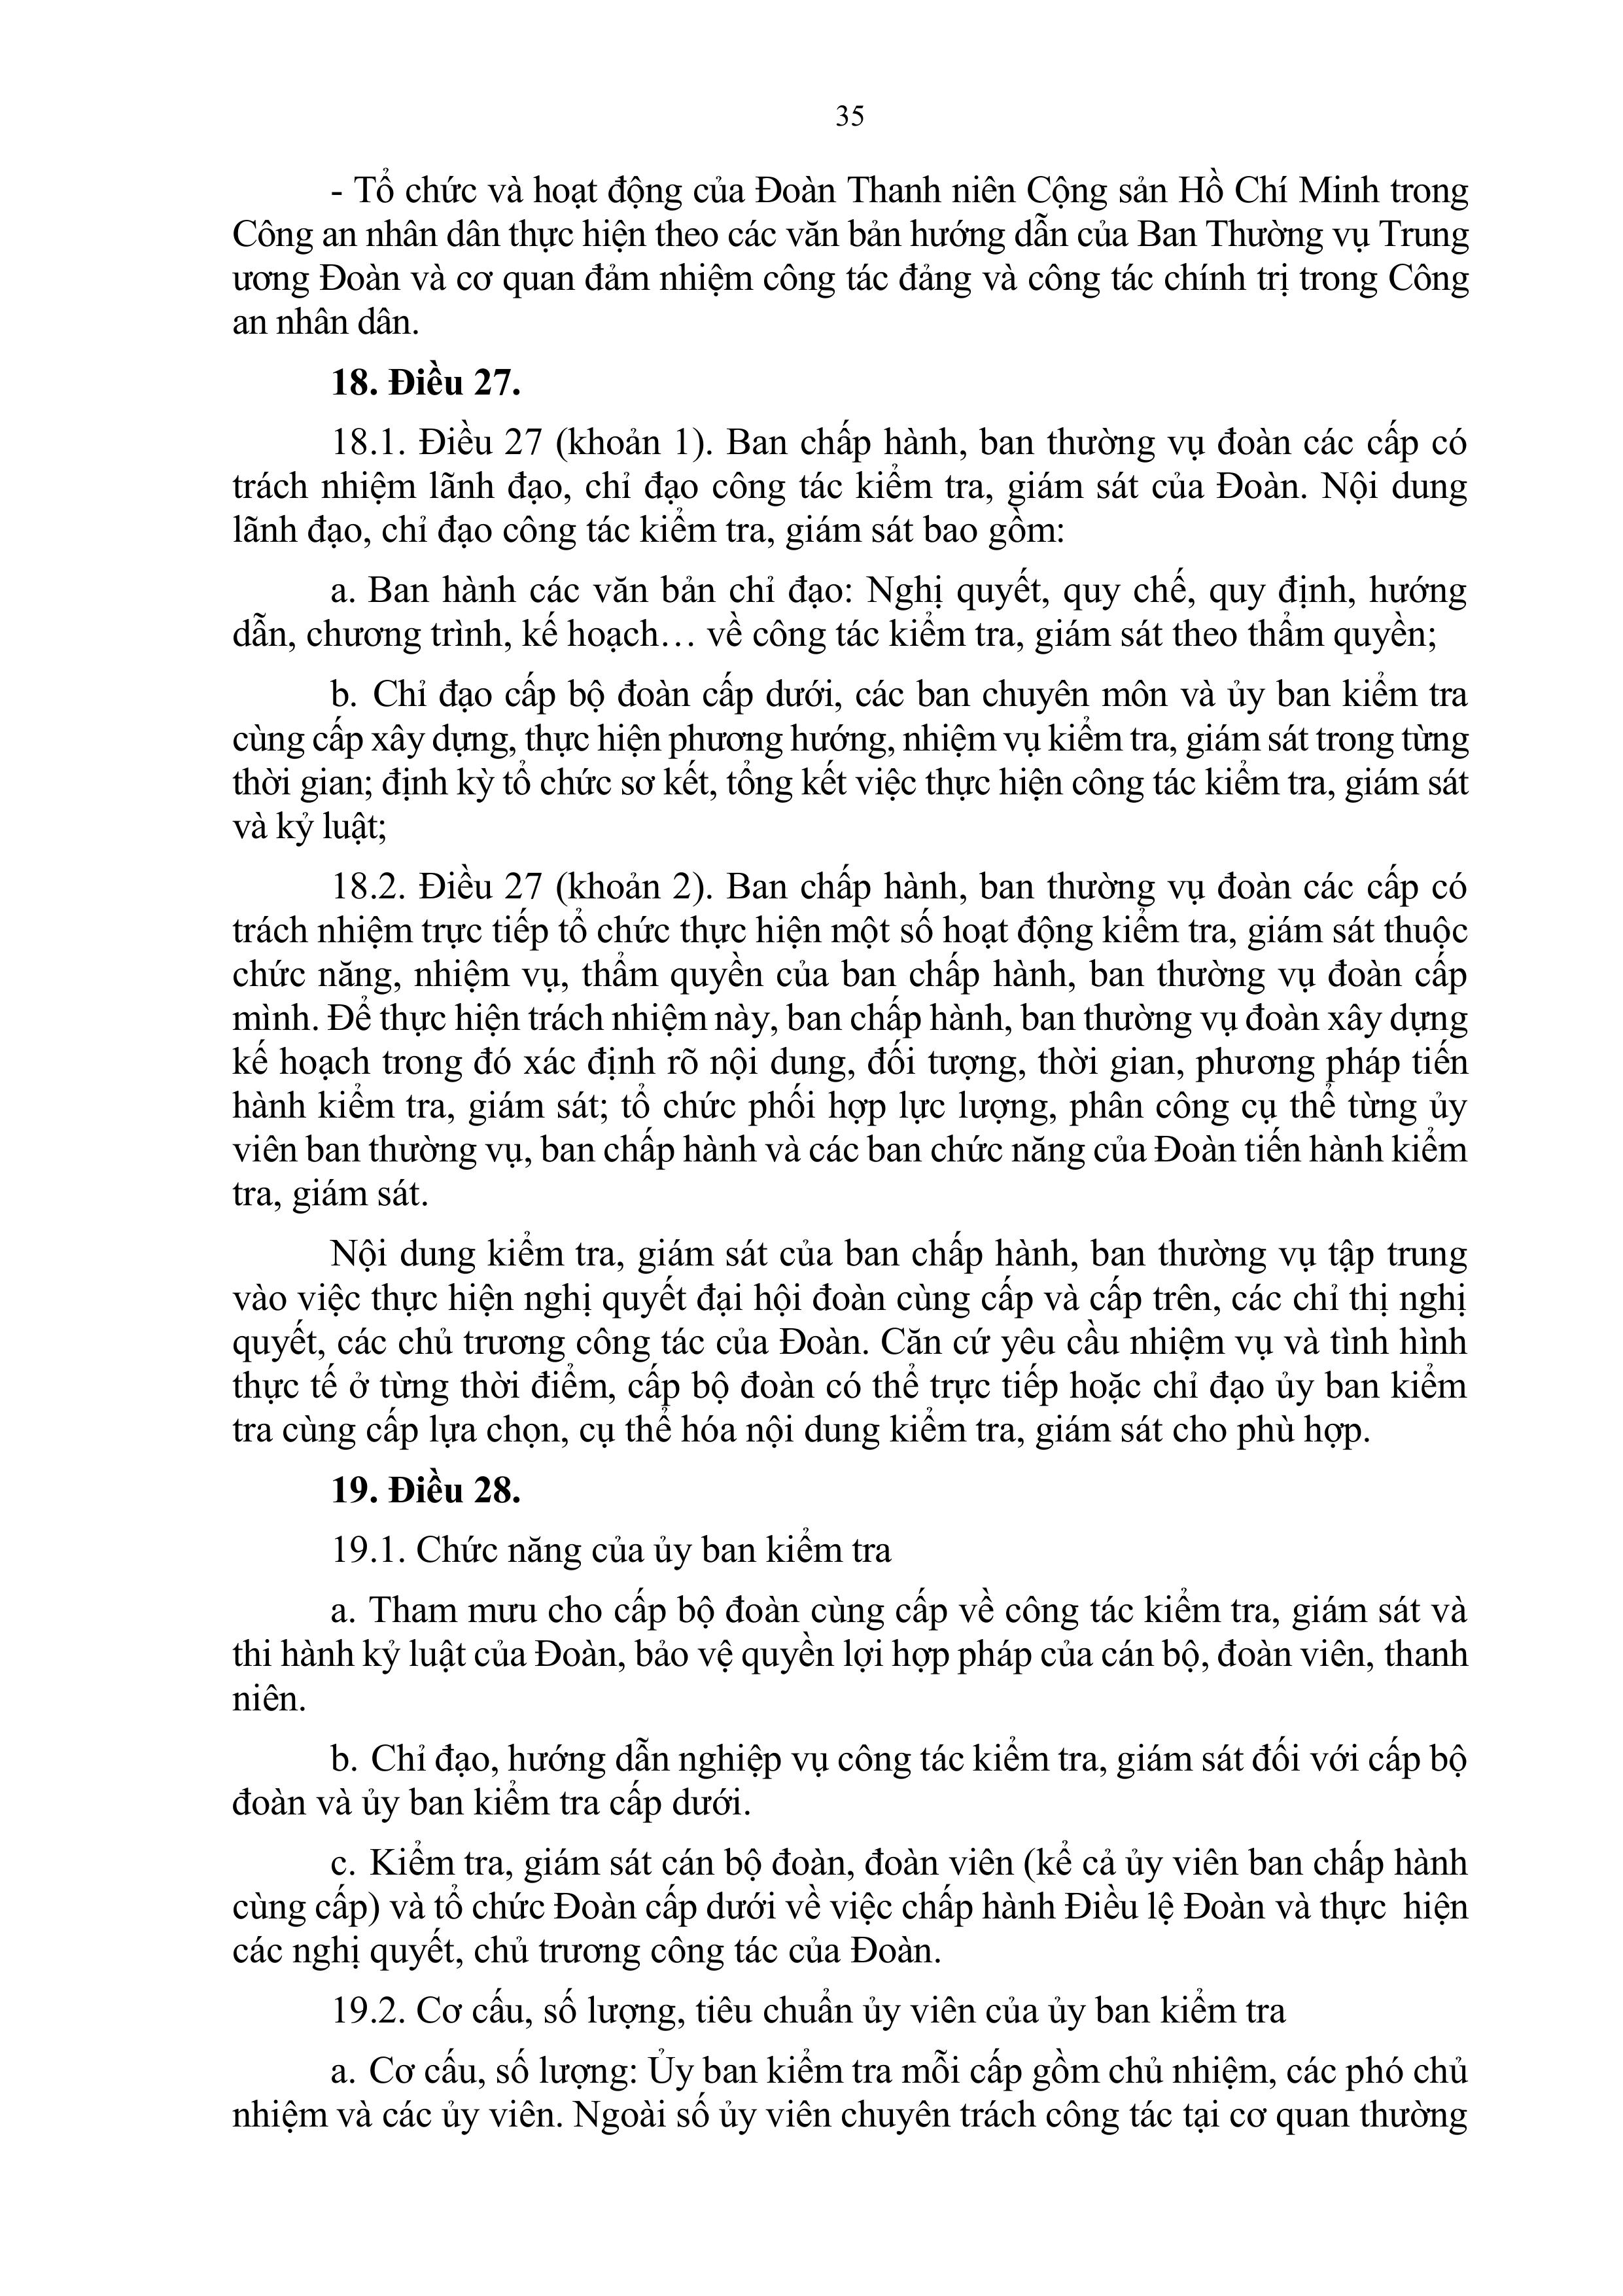 35
- Tổ chức và hoạt động của Đoàn Thanh niên Cộng sản Hồ Chí Minh trong
Công an nhân dân thực hiện theo các văn bản hướng dẫn của Ban Thường vụ Trung
ương Đoàn và cơ quan đảm nhiệm công tác đảng và công tác chính trị trong Công
an nhân dân.
18. Điều 27.
18.1. Điều 27 (khoản 1). Ban chấp hành, ban thường vụ đoàn các cấp có
trách nhiệm lãnh đạo, chỉ đạo công tác kiểm tra, giám sát của Đoàn. Nội dung
lãnh đạo, chỉ đạo công tác kiểm tra, giám sát bao gồm:
a. Ban hành các văn bản chỉ đạo: Nghị quyết, quy chế, quy định, hướng
dẫn, chương trình, kế hoạch… về công tác kiểm tra, giám sát theo thẩm quyền;
b. Chỉ đạo cấp bộ đoàn cấp dưới, các ban chuyên môn và ủy ban kiểm tra
cùng cấp xây dựng, thực hiện phương hướng, nhiệm vụ kiểm tra, giám sát trong từng
thời gian; định kỳ tổ chức sơ kết, tổng kết việc thực hiện công tác kiểm tra, giám sát
và kỷ luật;
18.2. Điều 27 (khoản 2). Ban chấp hành, ban thường vụ đoàn các cấp có
trách nhiệm trực tiếp tổ chức thực hiện một số hoạt động kiểm tra, giám sát thuộc
chức năng, nhiệm vụ, thẩm quyền của ban chấp hành, ban thường vụ đoàn cấp
mình. Để thực hiện trách nhiệm này, ban chấp hành, ban thường vụ đoàn xây dựng
kế hoạch trong đó xác định rõ nội dung, đối tượng, thời gian, phương pháp tiến
hành kiểm tra, giám sát; tổ chức phối hợp lực lượng, phân công cụ thể từng ủy
viên ban thường vụ, ban chấp hành và các ban chức năng của Đoàn tiến hành kiểm
tra, giám sát.
Nội dung kiểm tra, giám sát của ban chấp hành, ban thường vụ tập trung
vào việc thực hiện nghị quyết đại hội đoàn cùng cấp và cấp trên, các chỉ thị nghị
quyết, các chủ trương công tác của Đoàn. Căn cứ yêu cầu nhiệm vụ và tình hình
thực tế ở từng thời điểm, cấp bộ đoàn có thể trực tiếp hoặc chỉ đạo ủy ban kiểm
tra cùng cấp lựa chọn, cụ thể hóa nội dung kiểm tra, giám sát cho phù hợp.
19. Điều 28.
19.1. Chức năng của ủy ban kiểm tra
a. Tham mưu cho cấp bộ đoàn cùng cấp về công tác kiểm tra, giám sát và
thi hành kỷ luật của Đoàn, bảo vệ quyền lợi hợp pháp của cán bộ, đoàn viên, thanh
niên.
b. Chỉ đạo, hướng dẫn nghiệp vụ công tác kiểm tra, giám sát đối với cấp bộ
đoàn và ủy ban kiểm tra cấp dưới.
c. Kiểm tra, giám sát cán bộ đoàn, đoàn viên (kể cả ủy viên ban chấp hành
cùng cấp) và tổ chức Đoàn cấp dưới về việc chấp hành Điều lệ Đoàn và thực hiện
các nghị quyết, chủ trương công tác của Đoàn.
19.2. Cơ cấu, số lượng, tiêu chuẩn ủy viên của ủy ban kiểm tra
a. Cơ cấu, số lượng: Ủy ban kiểm tra mỗi cấp gồm chủ nhiệm, các phó chủ
nhiệm và các ủy viên. Ngoài số ủy viên chuyên trách công tác tại cơ quan thường